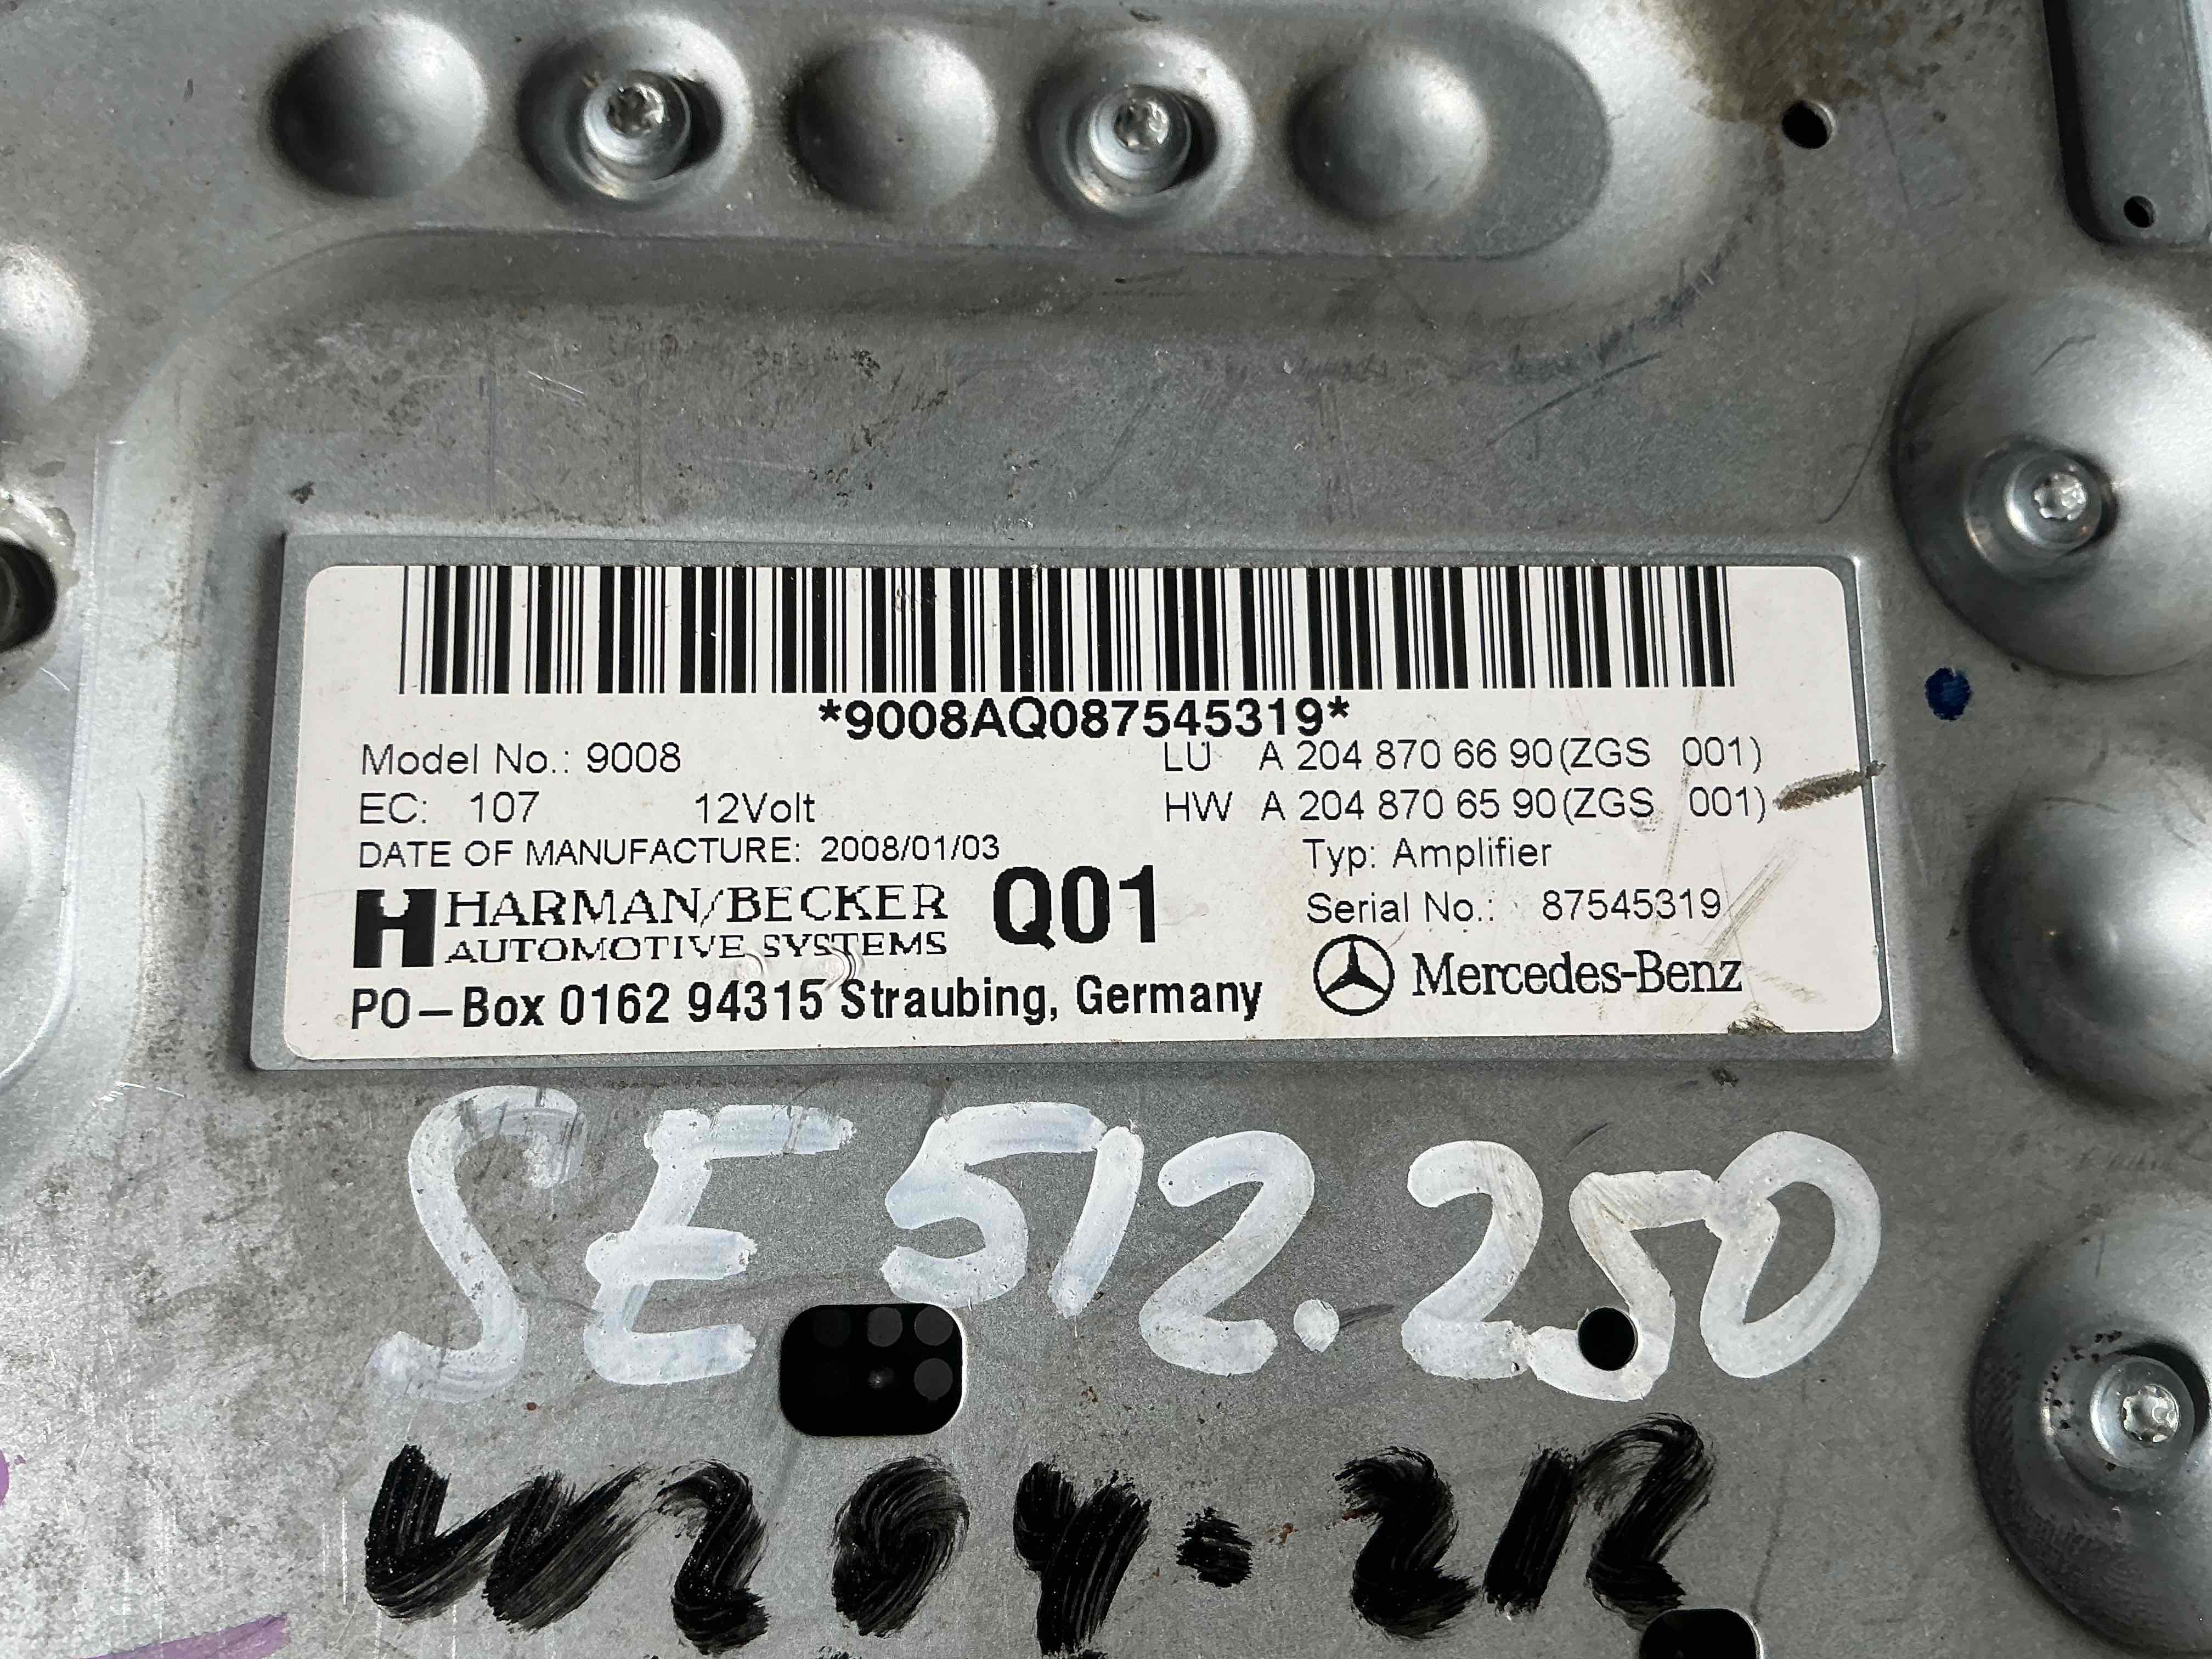 *9008AQ087545319*
Model No.: 9008 LU A 204 870 66 90(ZGS 001)
EC: 107 12Volt HW A 204 870 65 90(ZGS 001)
DATE OF MANUFACTURE: 2008/01/03 Typ: Amplifier
HARMAN/BECKER Q01 Serial No.: 87545319
AUTOMOTIVE SYSTEMS
PO-Box 0162 94315 Straubing, Germany Mercedes-Benz
SE 512.250
W204.212